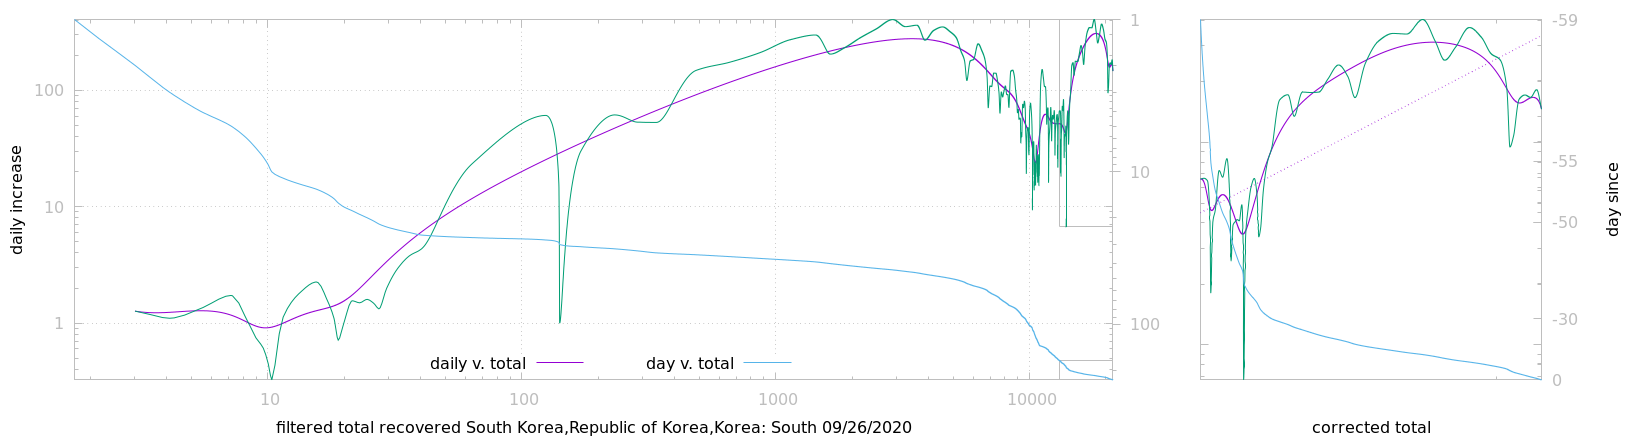 1
-59
100
-55
10
daily increase
day since
10
-50
1
100
-30
daily v. total
day v. total
0
10
100
1000
10000
filtered total recovered South Korea,Republic of Korea,Korea: South 09/26/2020
corrected total